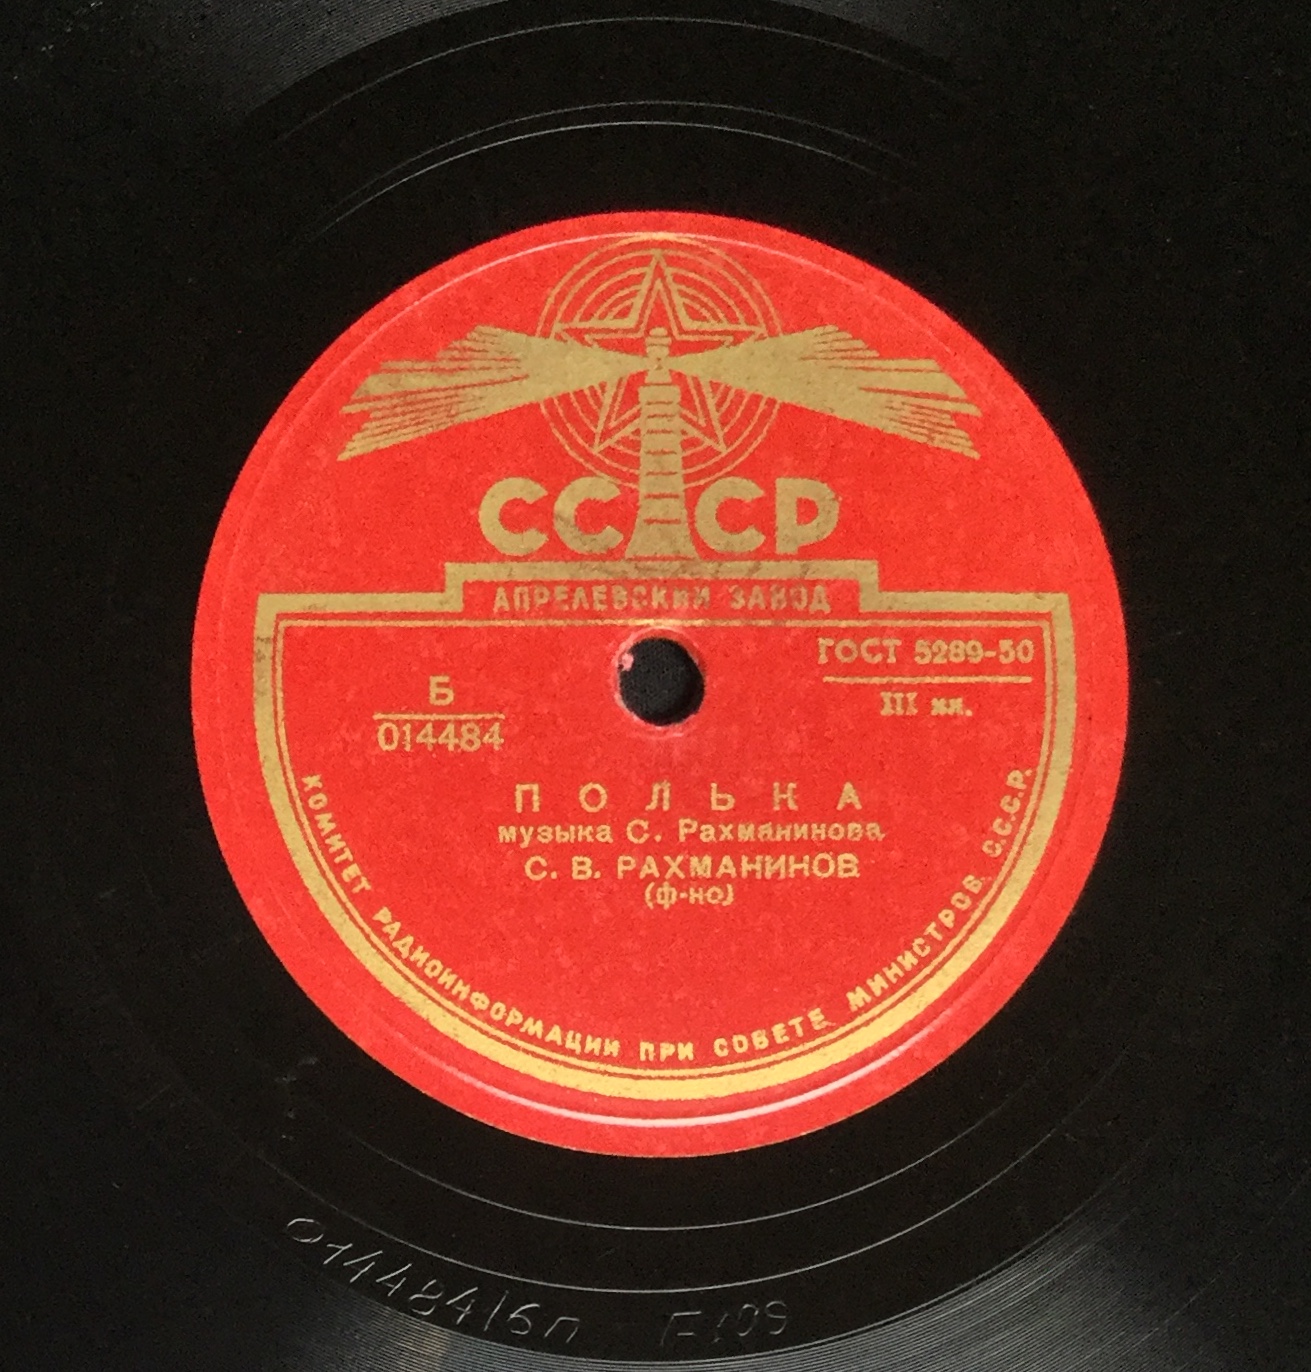 СССР
АПРЕЛЕВСКИЙ ЗАВОД
ГОСТ 5289-50
III кл.
Б
014484
ПОЛЬКА
музыка С. Рахманинова
С. В. РАХМАНИНОВ
(ф-но)
КОМИТЕТ РАДИОИНФОРМАЦИИ ПРИ СОВЕТЕ МИНИСТРОВ С.С.С.Р.
014484/6п